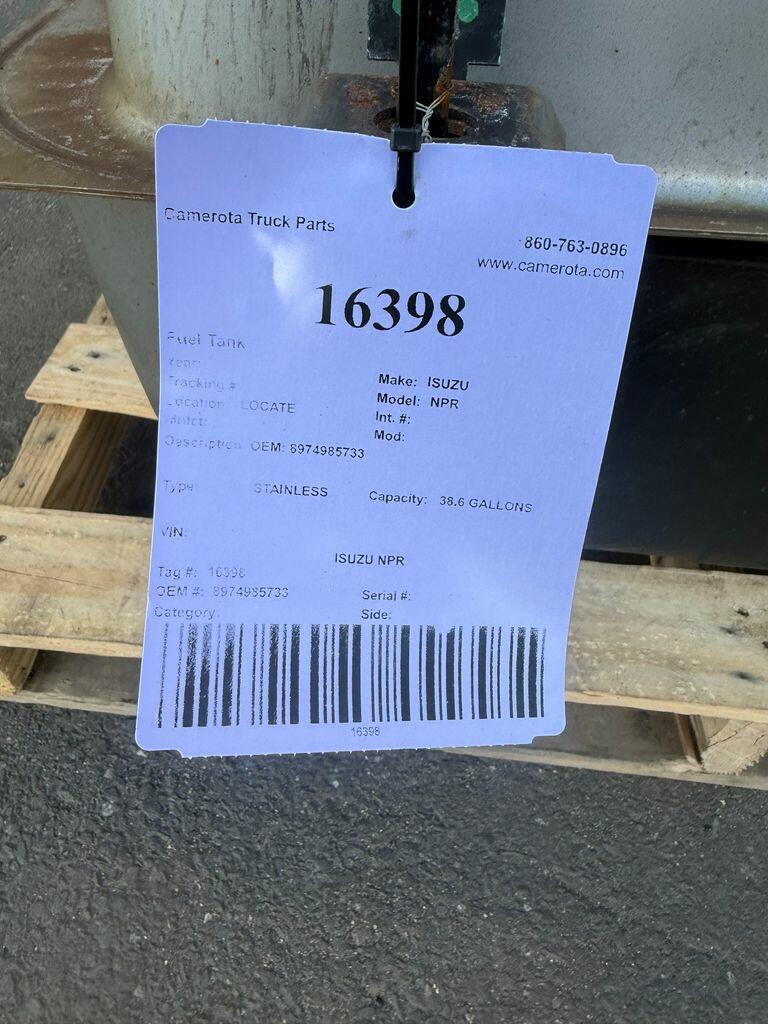 Camerota Truck Parts
860-763-0896
www.camerota.com
16398
Fuel Tank
Year:
Tracking #
Make: ISUZU
Location: LOCATE
Model: NPR
Mnfctr:
Int. #:
Mod:
Description: OEM: 8974985733
Type STAINLESS Capacity: 38.6 GALLONS
VIN:
ISUZU NPR
Tag #: 16398
OEM #: 8974985733 Serial #:
Category: Side:
16398